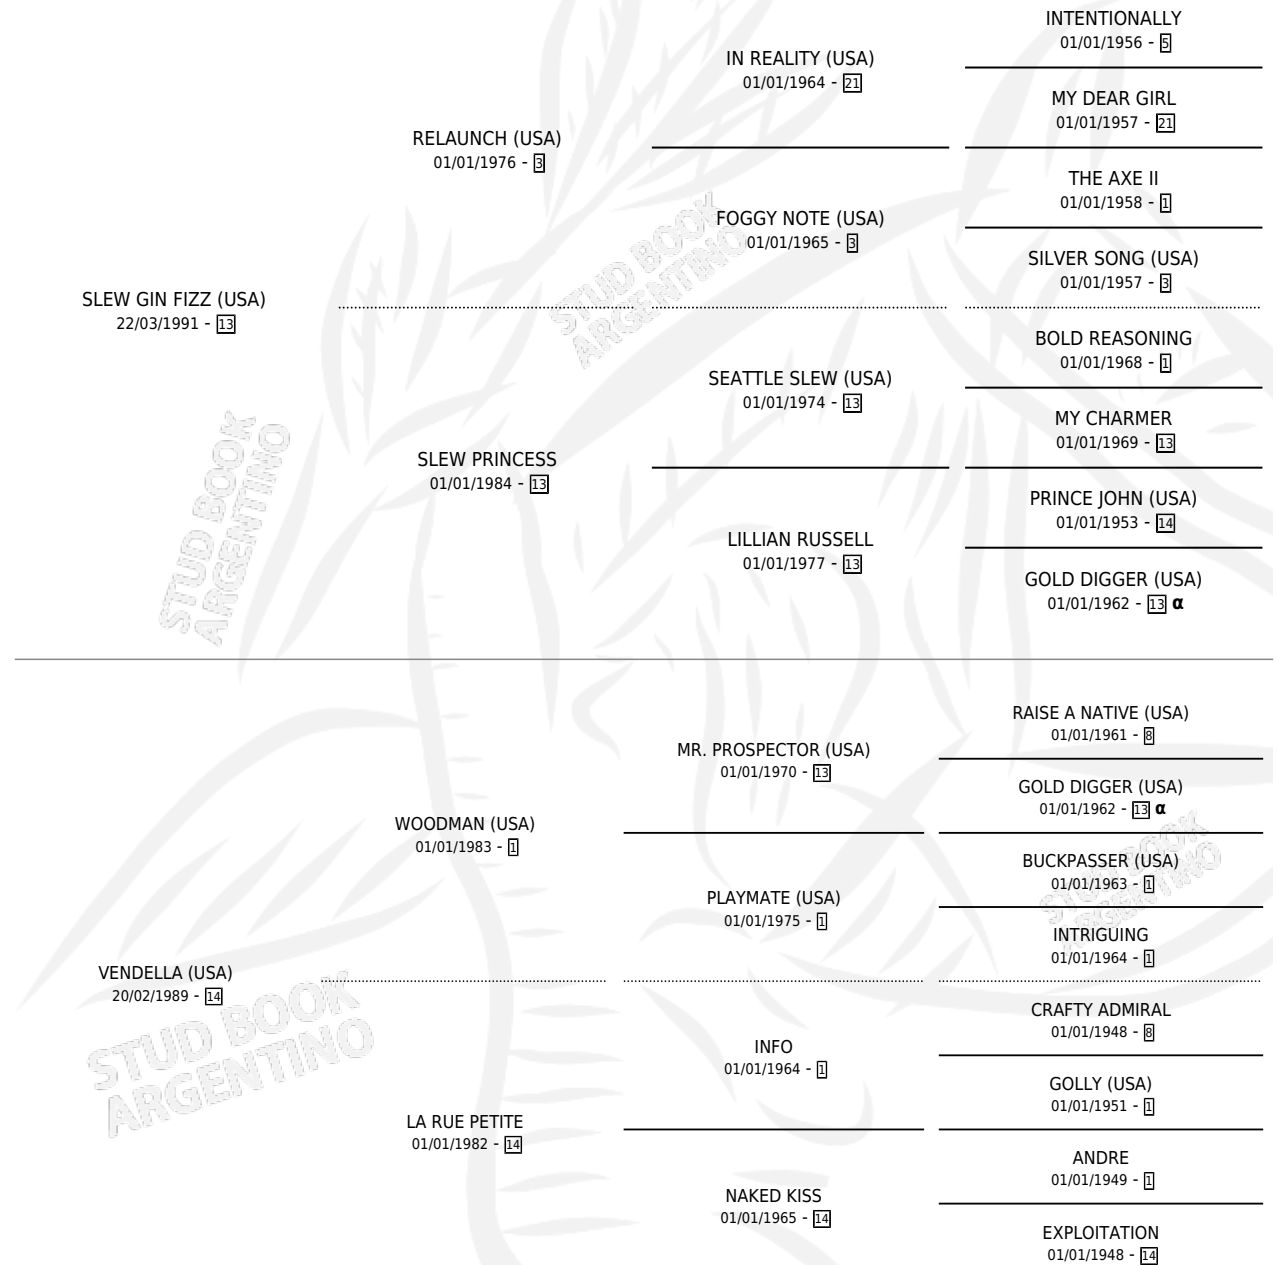 INTENTIONALLY
01/01/1956 - 5
IN REALITY (USA)
01/01/1964 - 21
MY DEAR GIRL
01/01/1957 - 21
RELAUNCH (USA)
01/01/1976 - 3
THE AXE II
01/01/1958 - 1
FOGGY NOTE (USA)
01/01/1965 - 3
SILVER SONG (USA)
01/01/1957 - 3
SLEW GIN FIZZ (USA)
22/03/1991 - 13
BOLD REASONING
01/01/1968 - 1
SEATTLE SLEW (USA)
01/01/1974 - 13
MY CHARMER
01/01/1969 - 13
SLEW PRINCESS
01/01/1984 - 13
PRINCE JOHN (USA)
01/01/1953 - 14
LILLIAN RUSSELL
01/01/1977 - 13
GOLD DIGGER (USA)
01/01/1962 - 13 α
RAISE A NATIVE (USA)
01/01/1961 - 8
MR. PROSPECTOR (USA)
01/01/1970 - 13
GOLD DIGGER (USA)
01/01/1962 - 13 α
WOODMAN (USA)
01/01/1983 - 1
BUCKPASSER (USA)
01/01/1963 - 1
PLAYMATE (USA)
01/01/1975 - 1
INTRIGUING
01/01/1964 - 1
VENDELLA (USA)
20/02/1989 - 14
CRAFTY ADMIRAL
01/01/1948 - 8
INFO
01/01/1964 - 1
GOLLY (USA)
01/01/1951 - 1
LA RUE PETITE
01/01/1982 - 14
ANDRE
01/01/1949 - 1
NAKED KISS
01/01/1965 - 14
EXPLOITATION
01/01/1948 - 14
STUD BOOK
ARGENTINO
STUD BOOK
ARGENTINO
STUD BOOK
ARGENTINO
STUD BOOK
ARGENTINO